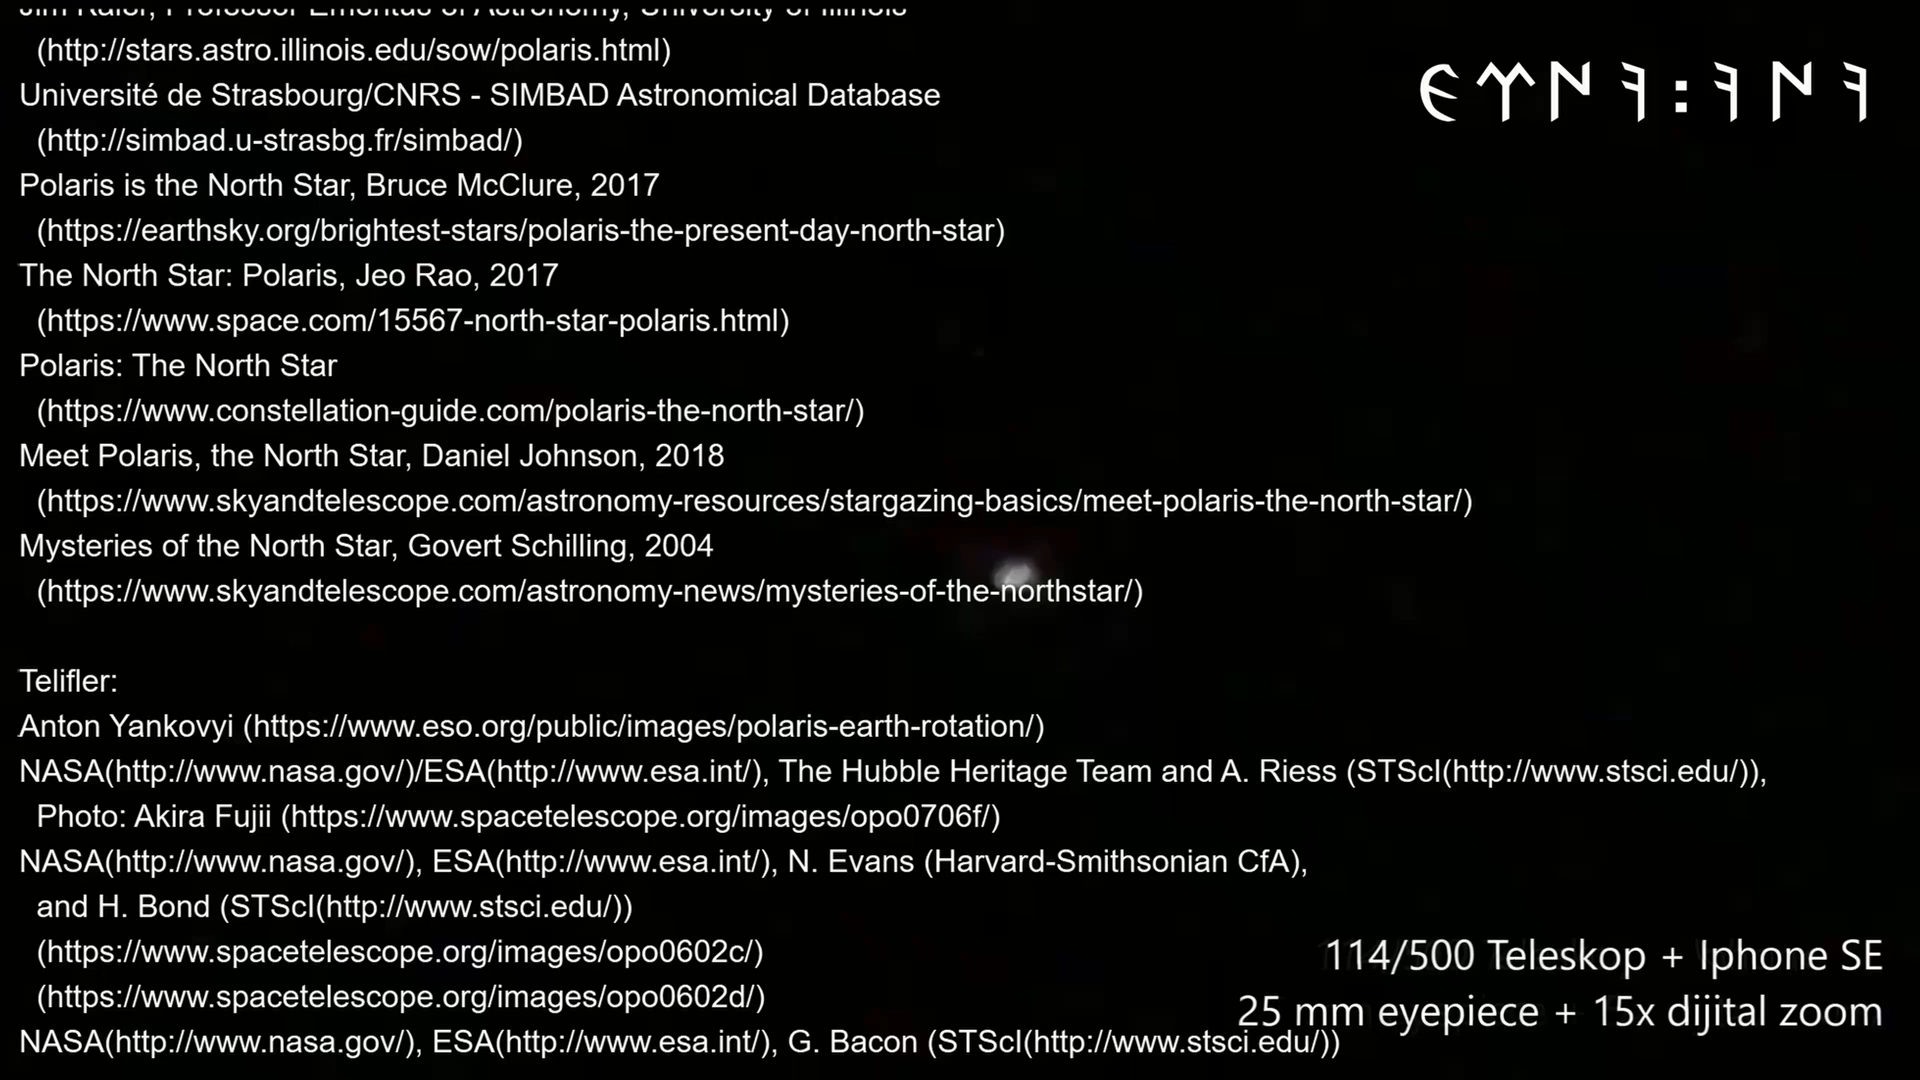 Jim Kaler, Professor Emeritus of Astronomy, University of Illinois
(http://stars.astro.illinois.edu/sow/polaris.html)
Université de Strasbourg/CNRS - SIMBAD Astronomical Database
(http://simbad.u-strasbg.fr/simbad/)
Polaris is the North Star, Bruce McClure, 2017
(https://earthsky.org/brightest-stars/polaris-the-present-day-north-star)
The North Star: Polaris, Jeo Rao, 2017
(https://www.space.com/15567-north-star-polaris.html)
Polaris: The North Star
(https://www.constellation-guide.com/polaris-the-north-star/)
Meet Polaris, the North Star, Daniel Johnson, 2018
(https://www.skyandtelescope.com/astronomy-resources/stargazing-basics/meet-polaris-the-north-star/)
Mysteries of the North Star, Govert Schilling, 2004
(https://www.skyandtelescope.com/astronomy-news/mysteries-of-the-northstar/)
Telifler:
Anton Yankovyi (https://www.eso.org/public/images/polaris-earth-rotation/)
NASA(http://www.nasa.gov/)/ESA(http://www.esa.int/), The Hubble Heritage Team and A. Riess (STScI(http://www.stsci.edu/)),
Photo: Akira Fujii (https://www.spacetelescope.org/images/opo0706f/)
NASA(http://www.nasa.gov/), ESA(http://www.esa.int/), N. Evans (Harvard-Smithsonian CfA),
and H. Bond (STScI(http://www.stsci.edu/))
(https://www.spacetelescope.org/images/opo0602c/)
(https://www.spacetelescope.org/images/opo0602d/)
NASA(http://www.nasa.gov/), ESA(http://www.esa.int/), G. Bacon (STScI(http://www.stsci.edu/))
114/500 Teleskop + Iphone SE
25 mm eyepiece + 15x dijital zoom